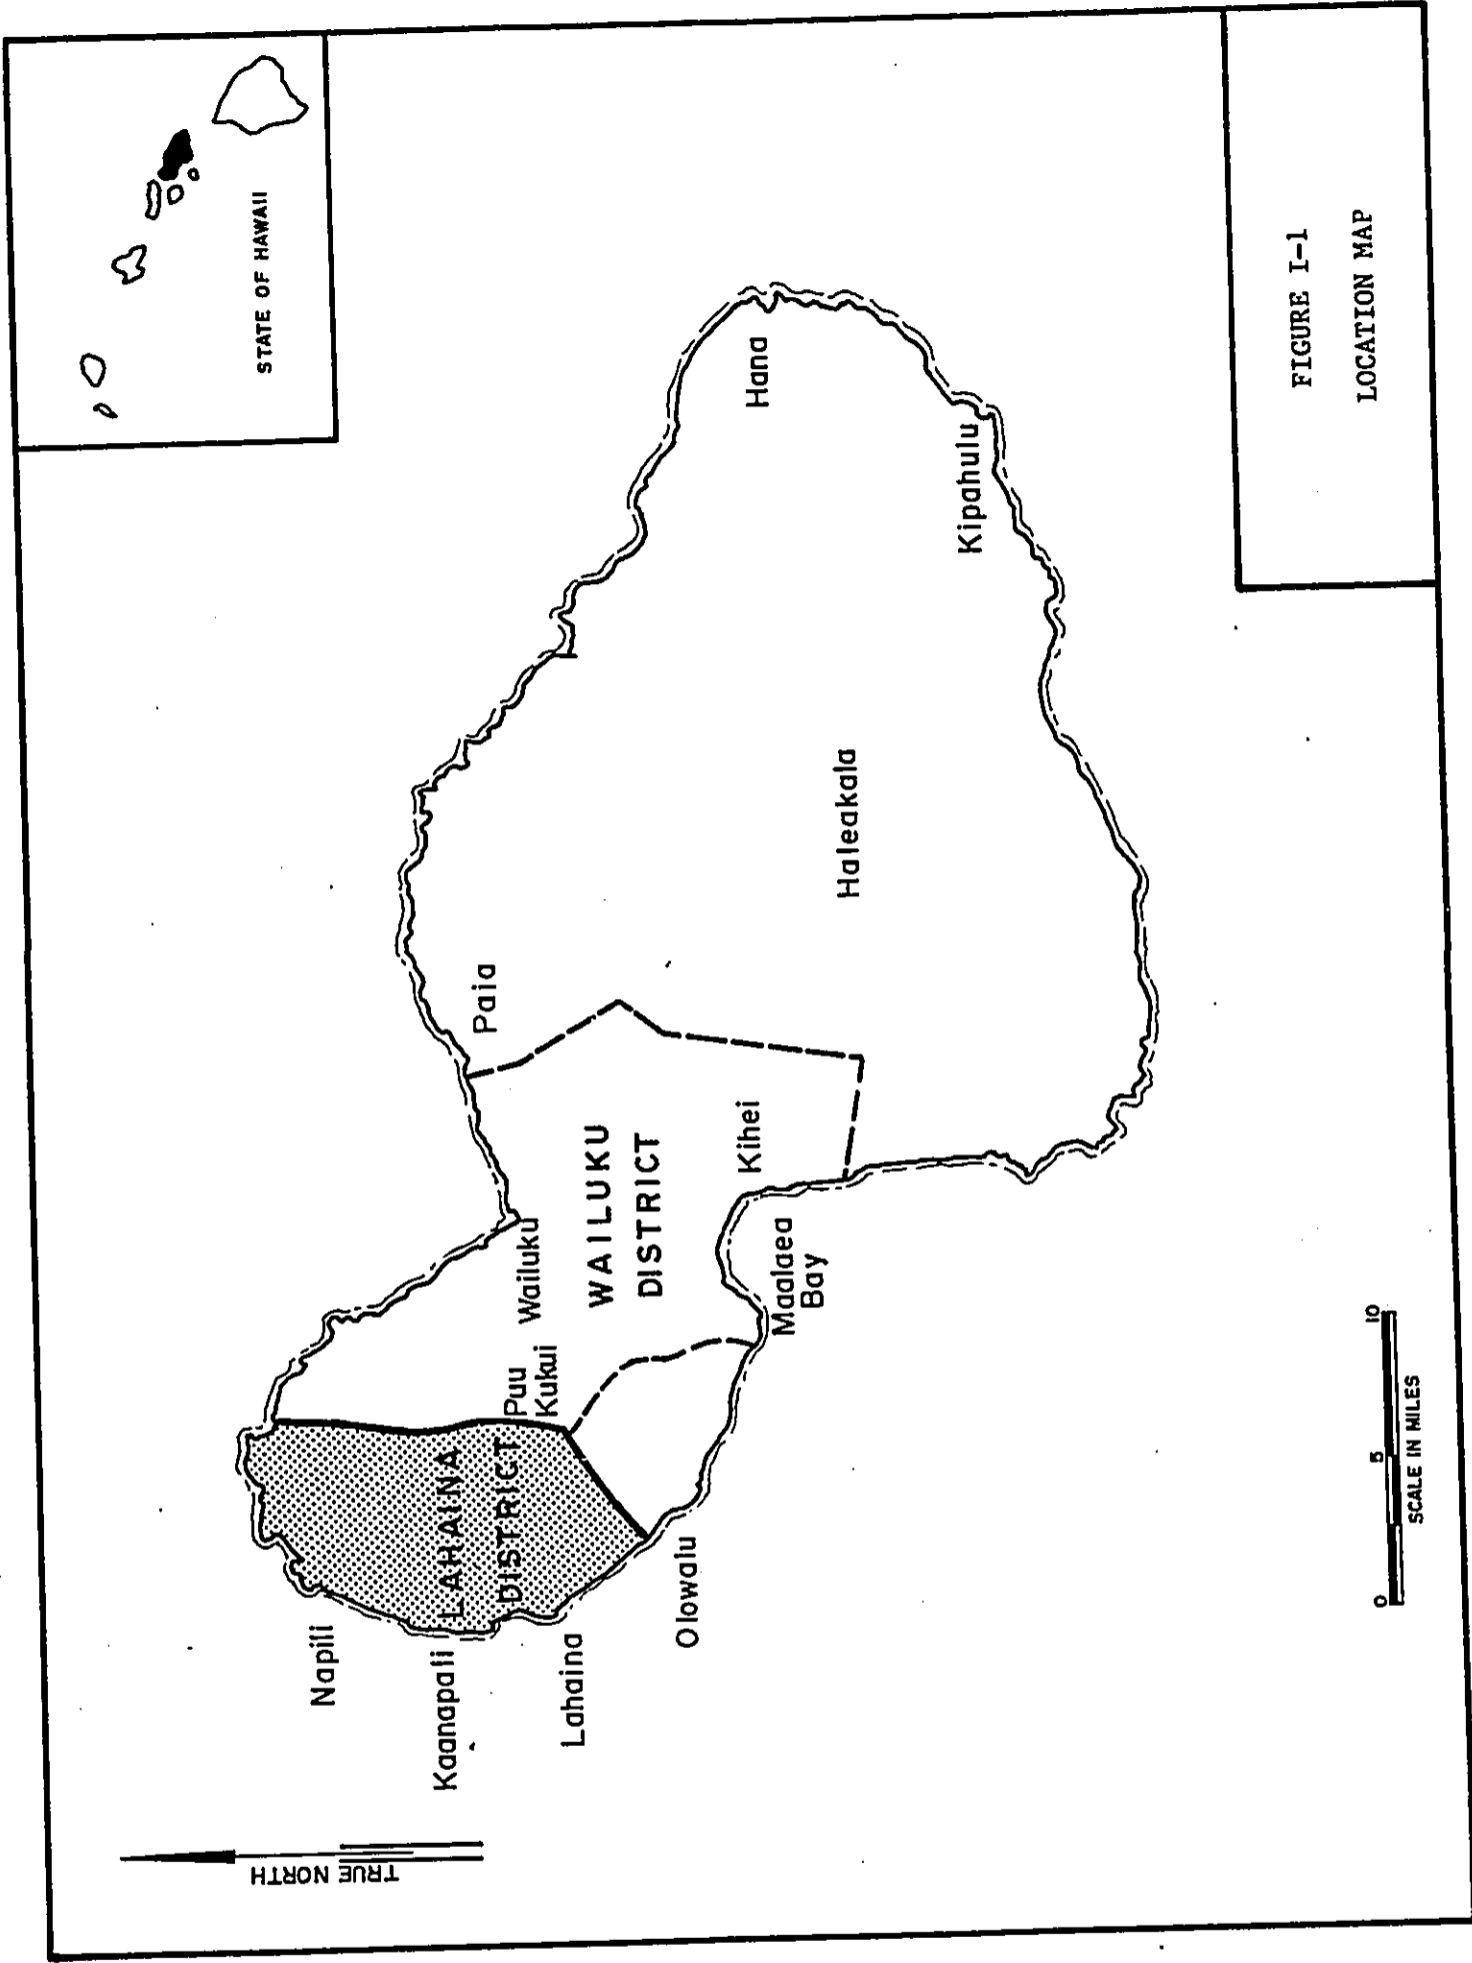 STATE OF HAWAII
TRUE NORTH
Napili
Kaanapali
Lahaina
Olowalu
LAHAINA
DISTRICT
Puu
Kukui
Wailuku
WAILUKU
DISTRICT
Maalaea
Bay
Kihei
Paia
Haleakala
Hana
Kipahulu
0 5 10
SCALE IN MILES
FIGURE I-1
LOCATION MAP